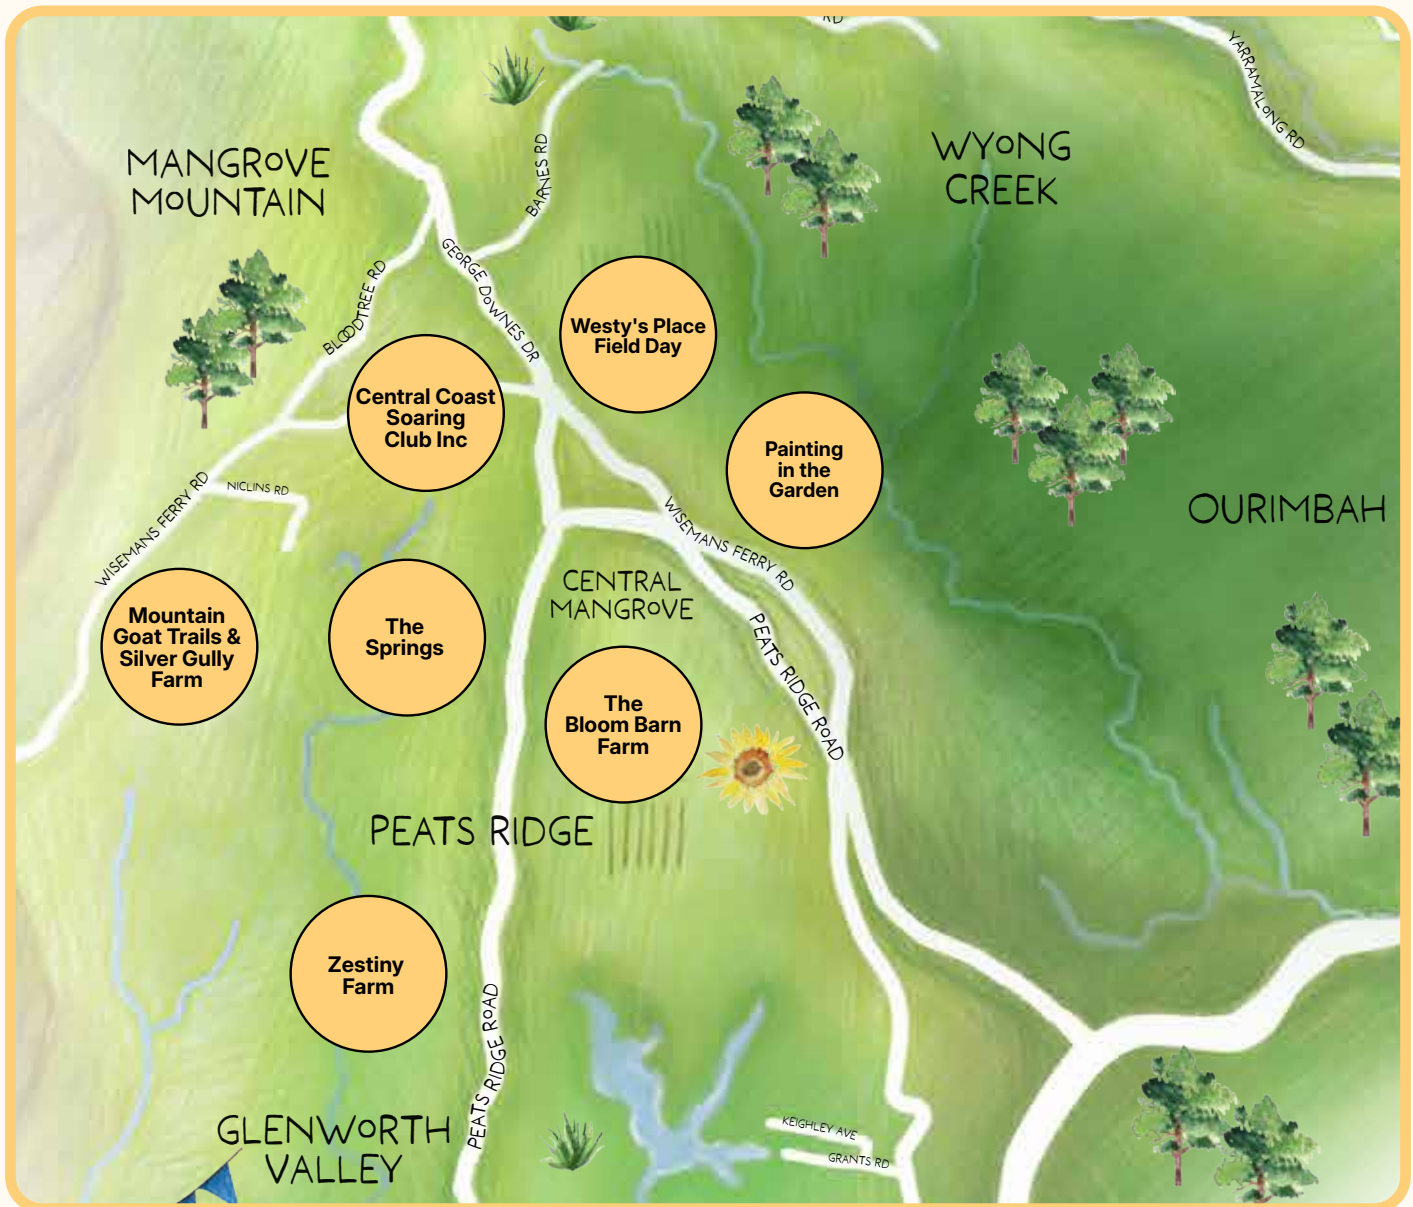 RD
YARRAMALONG RD
MANGROVE
MOUNTAIN
BARNES RD
WYONG
CREEK
GEORGE DOWNES DR
BLOODTREE RD
Westy's Place
Field Day
Central Coast
Soaring
Club Inc
Painting
in the
Garden
NICLINS RD
WISEMANS FERRY RD
WISEMANS FERRY RD
OURIMBAH
CENTRAL
MANGROVE
Mountain
Goat Trails &
Silver Gully
Farm
The
Springs
PEATS RIDGE ROAD
The
Bloom Barn
Farm
PEATS RIDGE
Zestiny
Farm
PEATS RIDGE ROAD
GLENWORTH
VALLEY
KEIGHLEY AVE
GRANTS RD